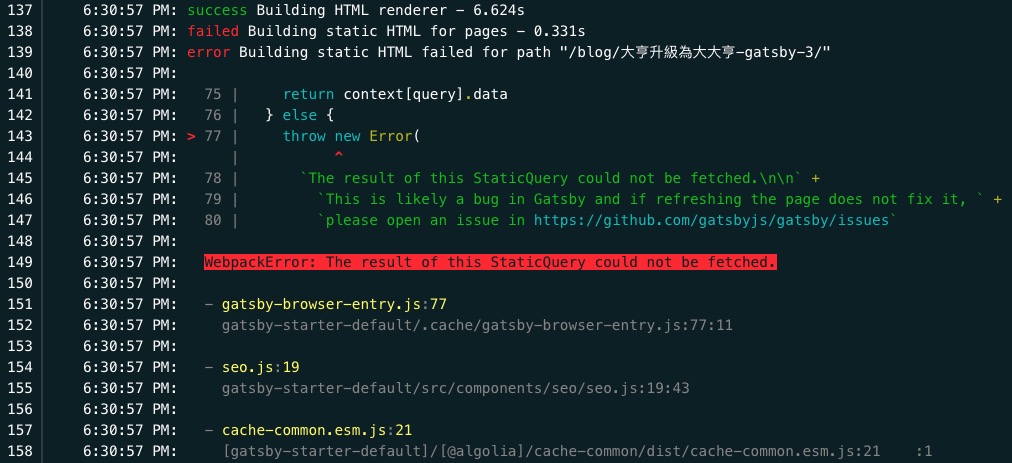 137 6:30:57 PM: success Building HTML renderer - 6.624s
138 6:30:57 PM: failed Building static HTML for pages - 0.331s
139 6:30:57 PM: error Building static HTML failed for path "/blog/大亨升級為大大亨-gatsby-3/"
140 6:30:57 PM:
141 6:30:57 PM: 75 | return context[query].data
142 6:30:57 PM: 76 | } else {
143 6:30:57 PM: > 77 | throw new Error(
144 6:30:57 PM: | ^
145 6:30:57 PM: 78 | `The result of this StaticQuery could not be fetched.\n\n` +
146 6:30:57 PM: 79 | `This is likely a bug in Gatsby and if refreshing the page does not fix it, ` +
147 6:30:57 PM: 80 | `please open an issue in https://github.com/gatsbyjs/gatsby/issues`
148 6:30:57 PM:
149 6:30:57 PM: WebpackError: The result of this StaticQuery could not be fetched.
150 6:30:57 PM:
151 6:30:57 PM: - gatsby-browser-entry.js:77
152 6:30:57 PM: gatsby-starter-default/.cache/gatsby-browser-entry.js:77:11
153 6:30:57 PM:
154 6:30:57 PM: - seo.js:19
155 6:30:57 PM: gatsby-starter-default/src/components/seo/seo.js:19:43
156 6:30:57 PM:
157 6:30:57 PM: - cache-common.esm.js:21
158 6:30:57 PM: [gatsby-starter-default]/[@algolia]/cache-common/dist/cache-common.esm.js:21 :1